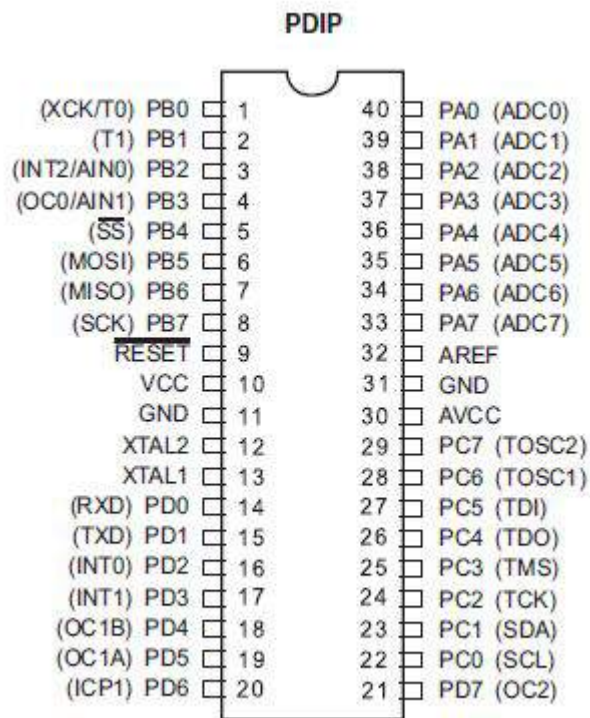 PDIP
(XCK/T0) PB0 1 40 PA0 (ADC0)
(T1) PB1 2 39 PA1 (ADC1)
(INT2/AIN0) PB2 3 38 PA2 (ADC2)
(OC0/AIN1) PB3 4 37 PA3 (ADC3)
(SS) PB4 5 36 PA4 (ADC4)
(MOSI) PB5 6 35 PA5 (ADC5)
(MISO) PB6 7 34 PA6 (ADC6)
(SCK) PB7 8 33 PA7 (ADC7)
RESET 9 32 AREF
VCC 10 31 GND
GND 11 30 AVCC
XTAL2 12 29 PC7 (TOSC2)
XTAL1 13 28 PC6 (TOSC1)
(RXD) PD0 14 27 PC5 (TDI)
(TXD) PD1 15 26 PC4 (TDO)
(INT0) PD2 16 25 PC3 (TMS)
(INT1) PD3 17 24 PC2 (TCK)
(OC1B) PD4 18 23 PC1 (SDA)
(OC1A) PD5 19 22 PC0 (SCL)
(ICP1) PD6 20 21 PD7 (OC2)